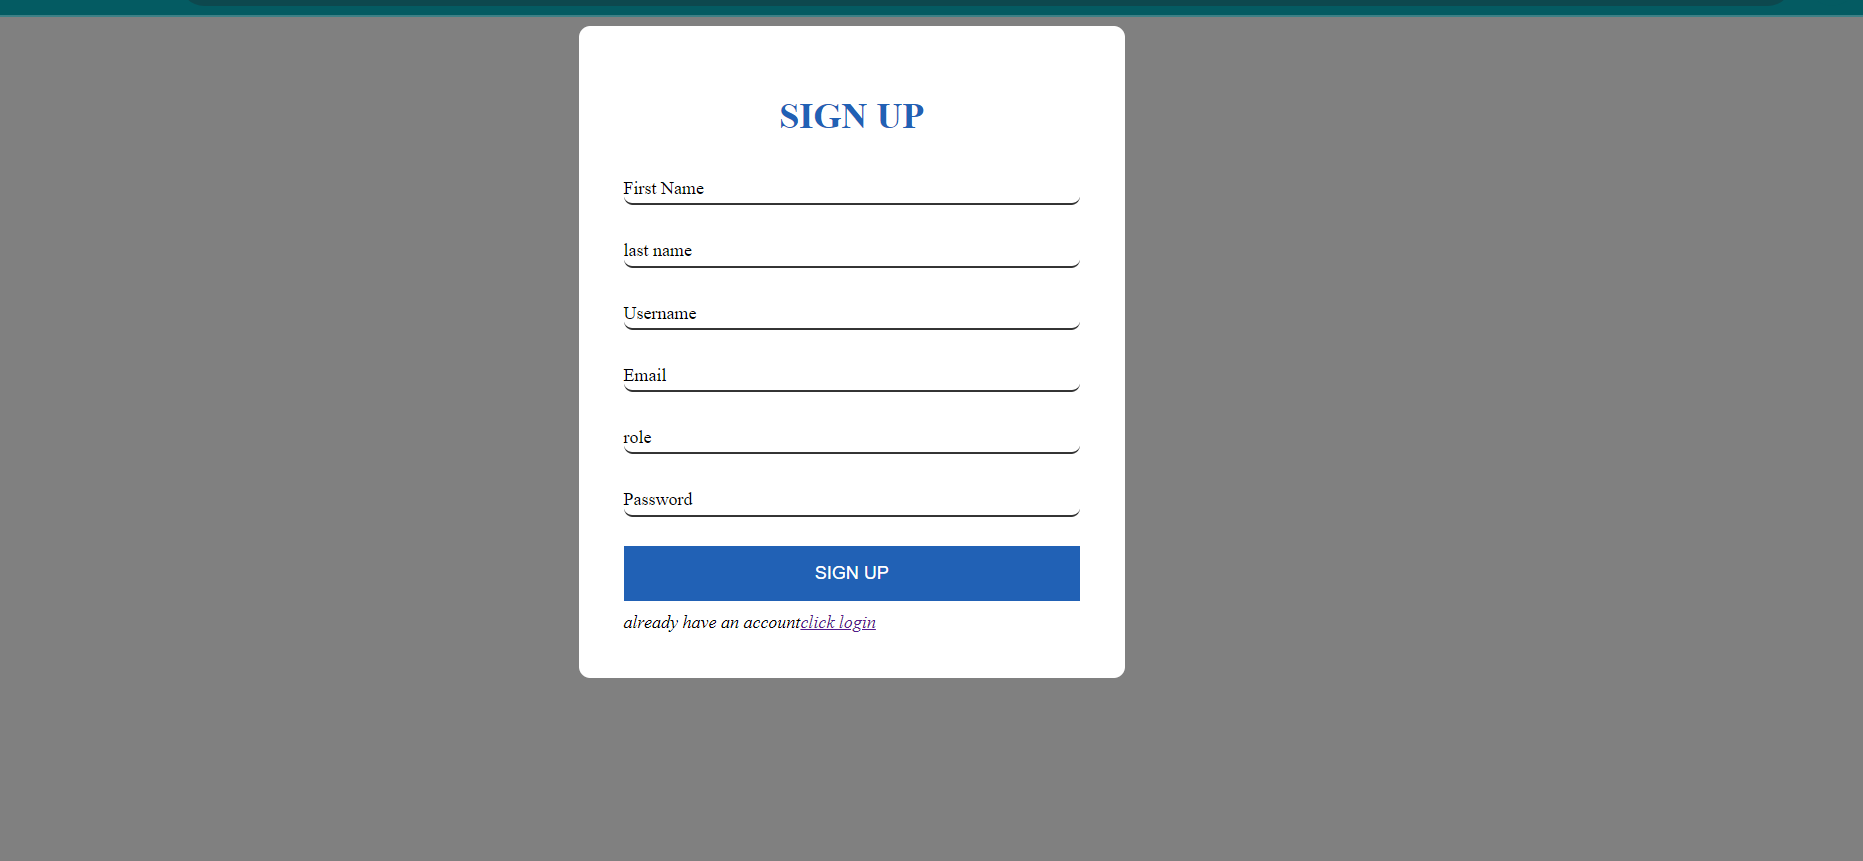 SIGN UP
First Name
last name
Username
Email
role
Password
SIGN UP
already have an accountclick login